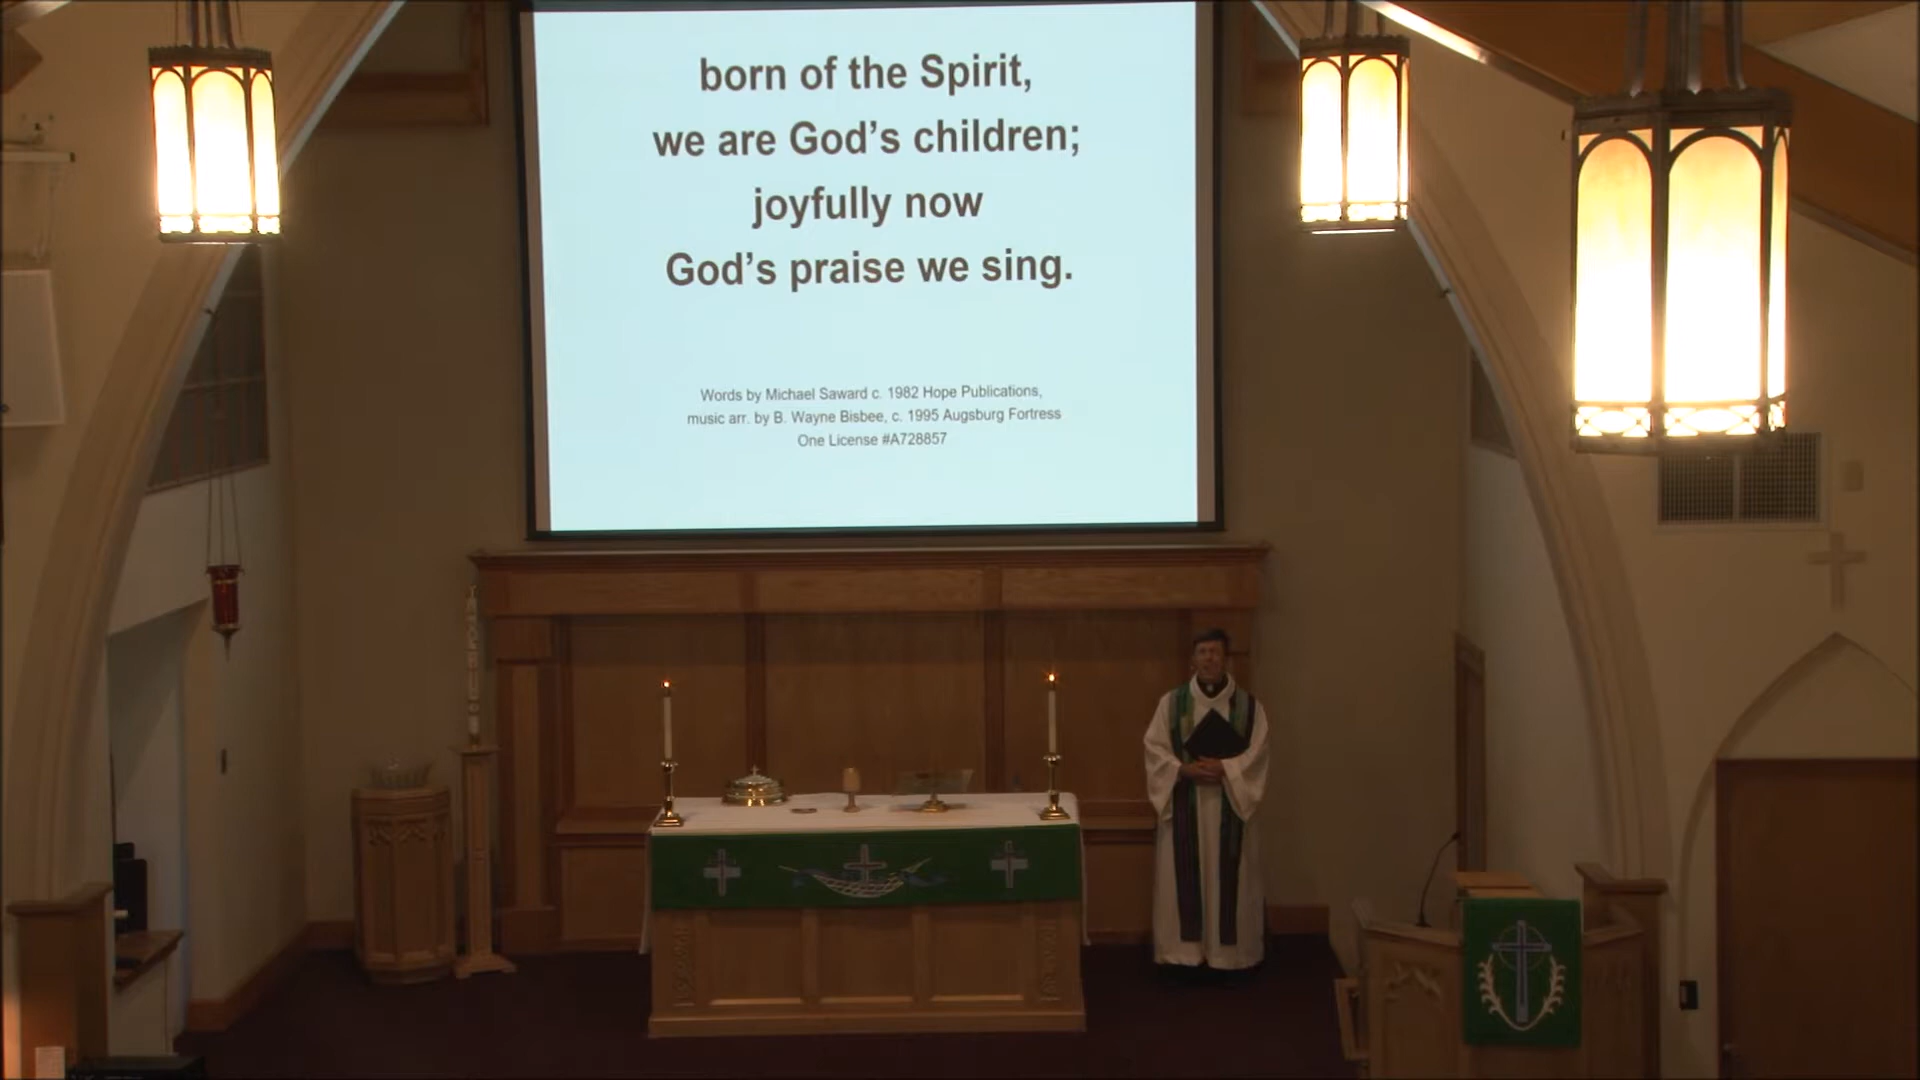 born of the Spirit,
we are God’s children;
joyfully now
God’s praise we sing.
Words by Michael Saward c. 1982 Hope Publications,
music arr. by B. Wayne Bisbee, c. 1995 Augsburg Fortress
One License #A728857